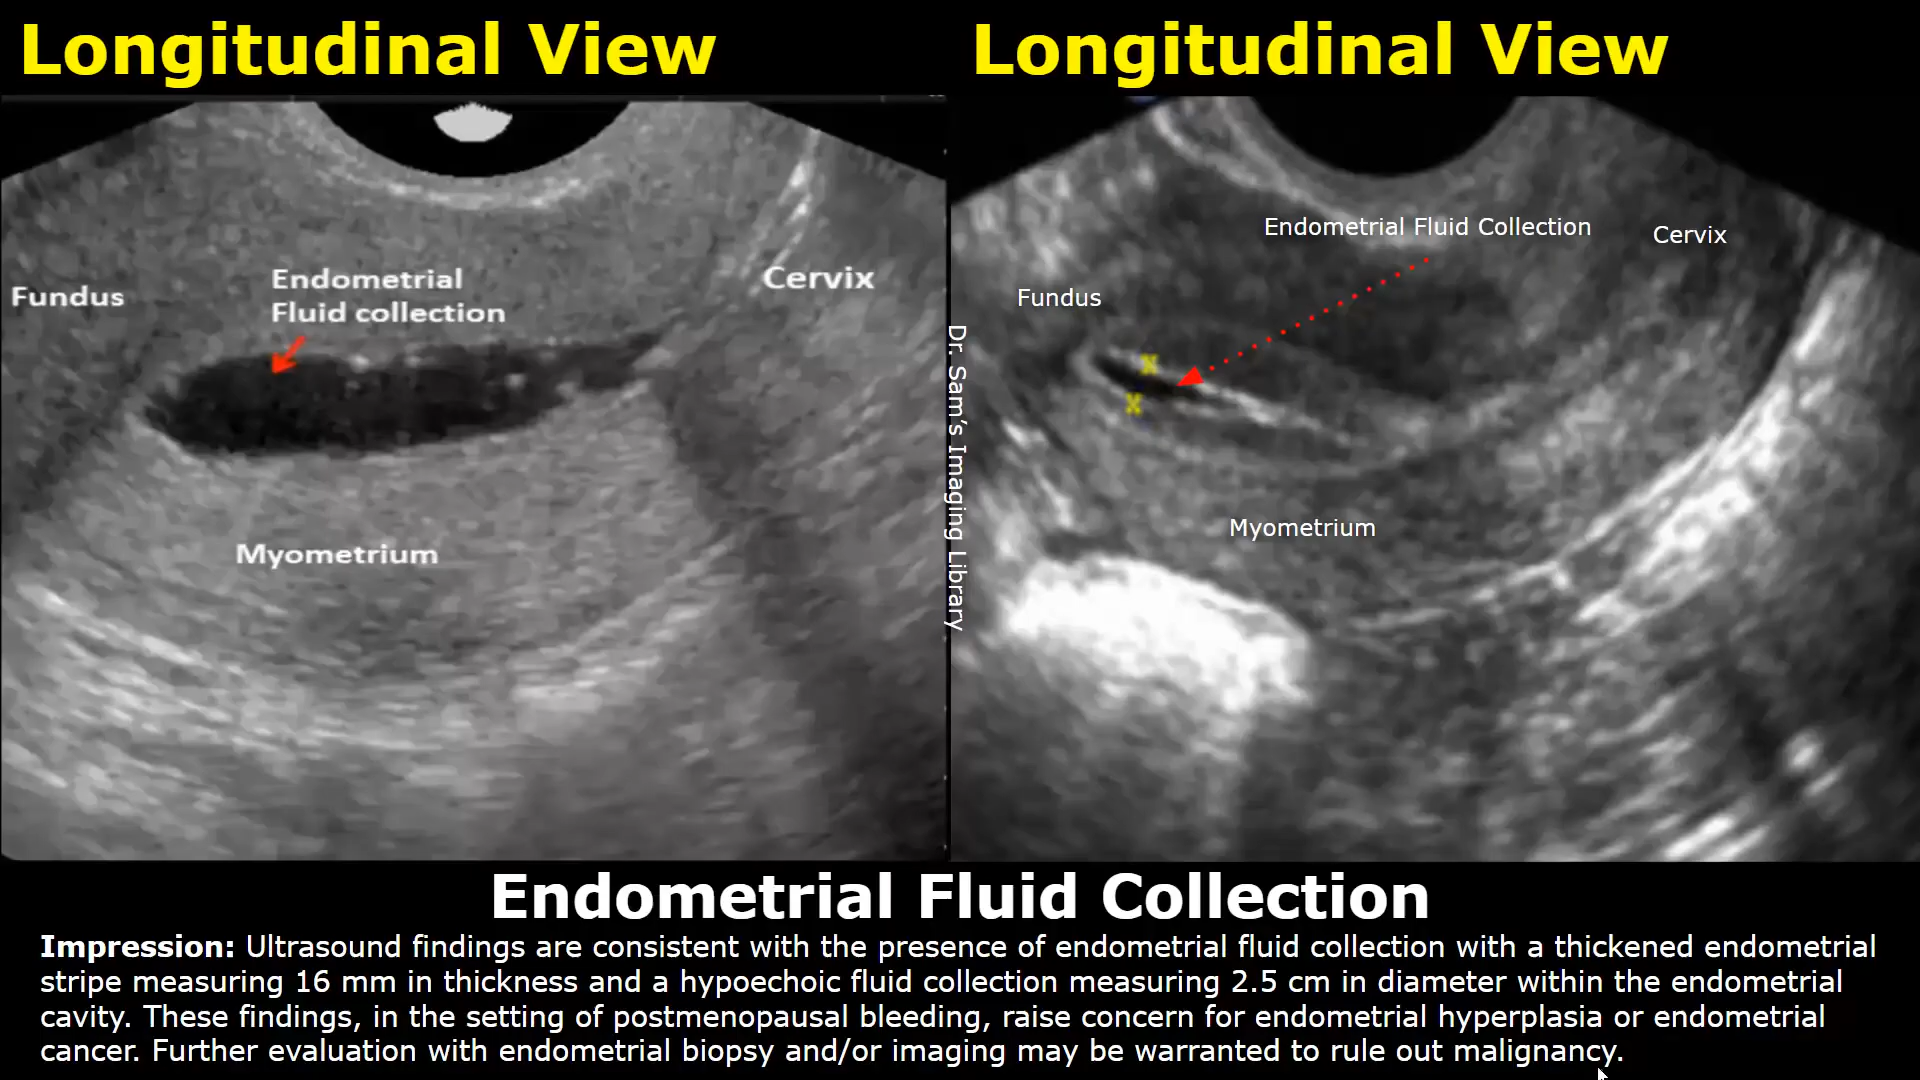 Longitudinal View
Longitudinal View
Fundus
Endometrial
Fluid collection
Cervix
Myometrium
Dr. Sam's Imaging Library
Endometrial Fluid Collection
Cervix
Fundus
X
X
Myometrium
Endometrial Fluid Collection
Impression: Ultrasound findings are consistent with the presence of endometrial fluid collection with a thickened endometrial
stripe measuring 16 mm in thickness and a hypoechoic fluid collection measuring 2.5 cm in diameter within the endometrial
cavity. These findings, in the setting of postmenopausal bleeding, raise concern for endometrial hyperplasia or endometrial
cancer. Further evaluation with endometrial biopsy and/or imaging may be warranted to rule out malignancy.